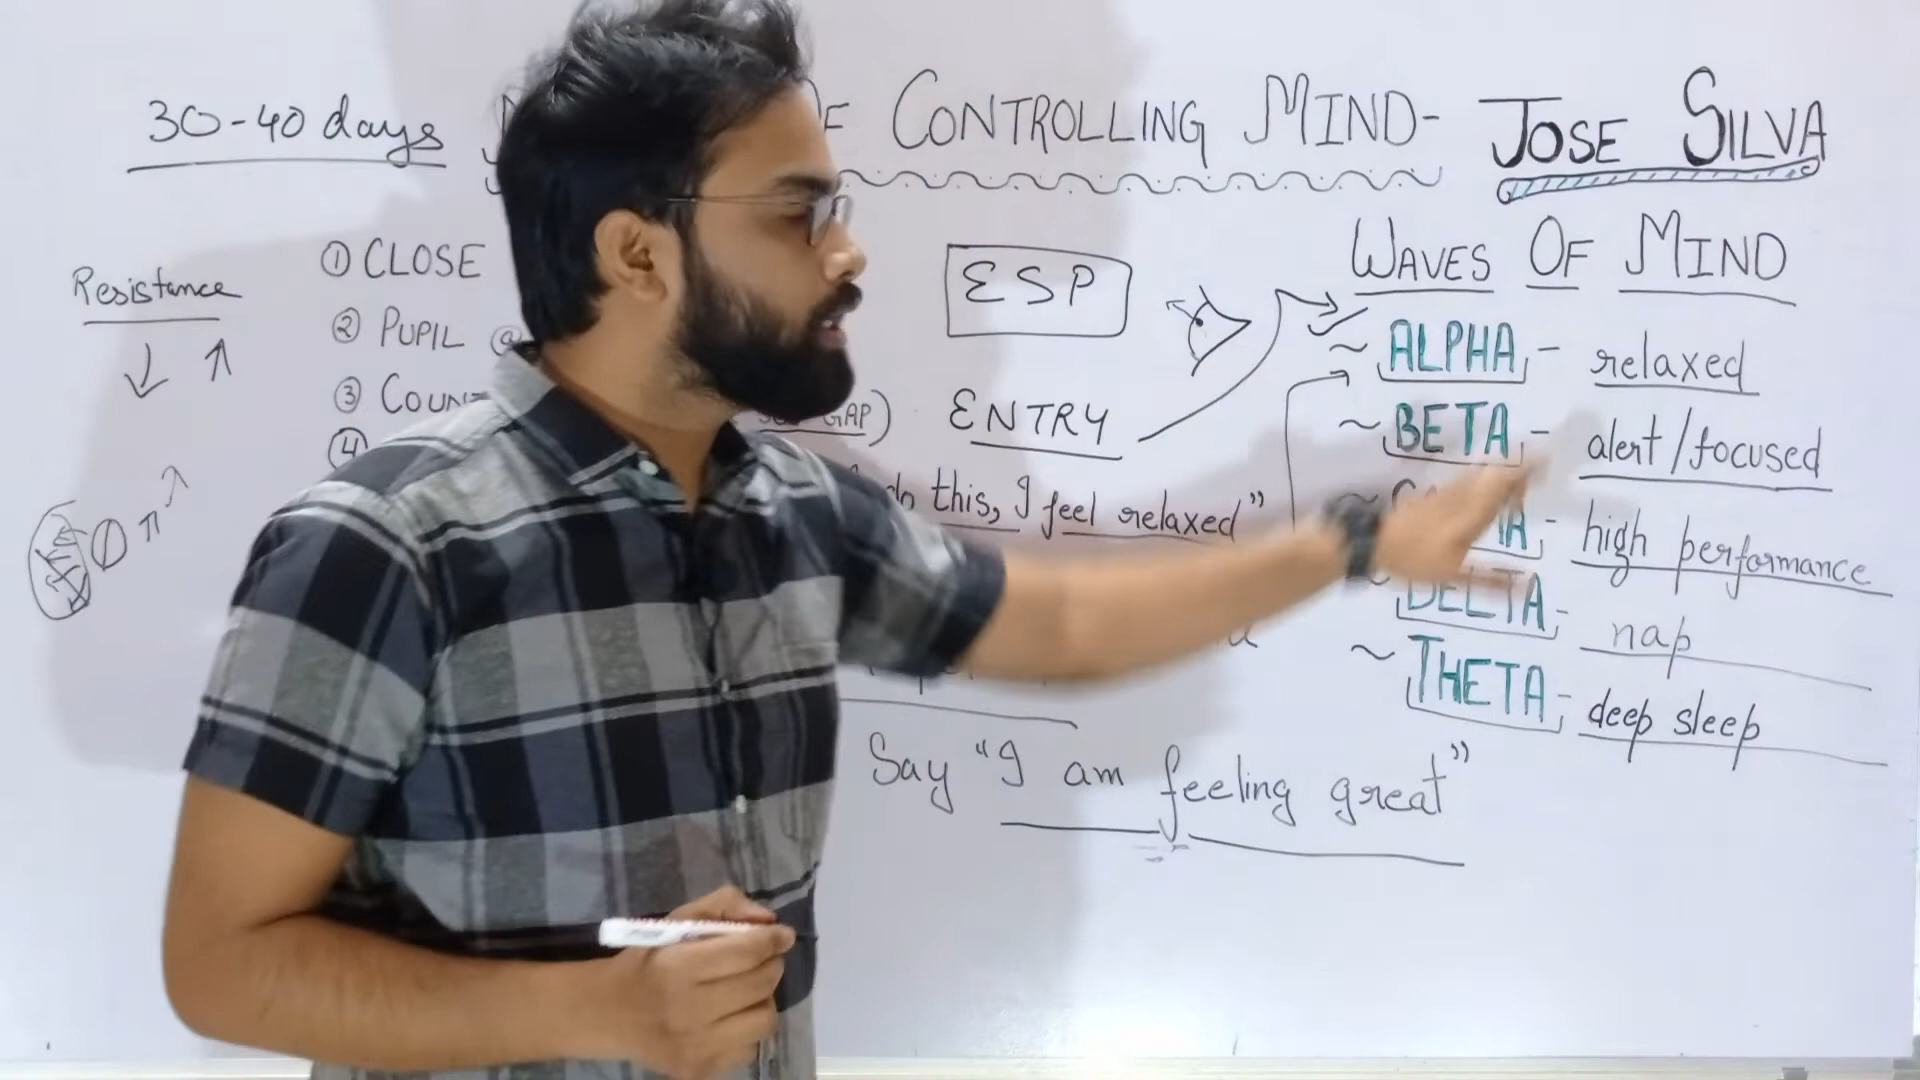 30-40 days
CONTROLLING MIND- JOSE SILVA
Resistance
① CLOSE
② PUPIL @
③ COUN
④
GAP)
do this, I feel relaxed"
Say "I am feeling great"
ESP
ENTRY
WAVES OF MIND
~ ALPHA - relaxed
~ BETA - alert/focused
~ - high performance
~ DELTA - nap
~ THETA - deep sleep